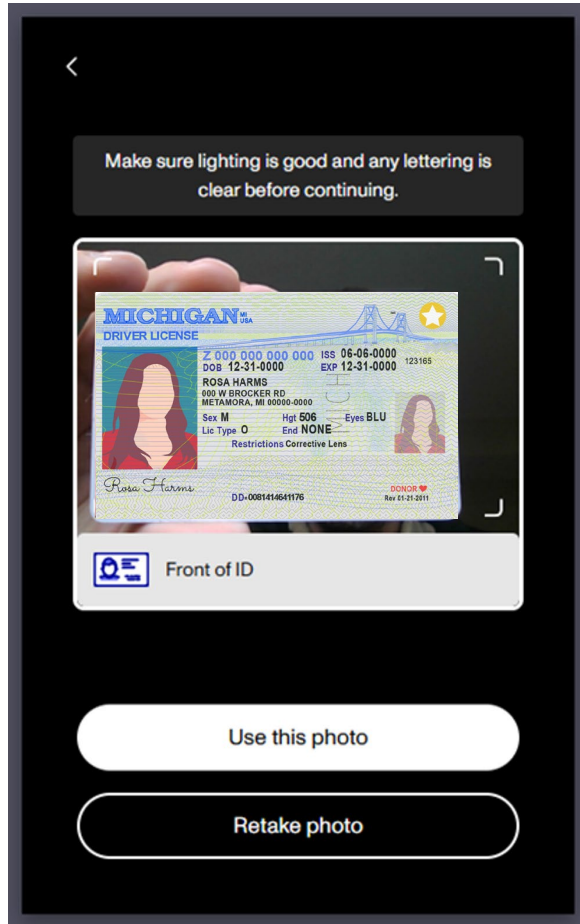 Make sure lighting is good and any lettering is
clear before continuing.
MICHIGAN MI USA
DRIVER LICENSE
Z 000 000 000 000 ISS 06-06-0000
DOB 12-31-0000 EXP 12-31-0000 123165
ROSA HARMS
000 W BROCKER RD
METAMORA, MI 00000-0000
Sex M Hgt 506 Eyes BLU
Lic Type O End NONE
Restrictions Corrective Lens
MICH
Rosa Harms
DD•0081414641176
DONOR ❤
Rev 01-21-2011
Front of ID
Use this photo
Retake photo